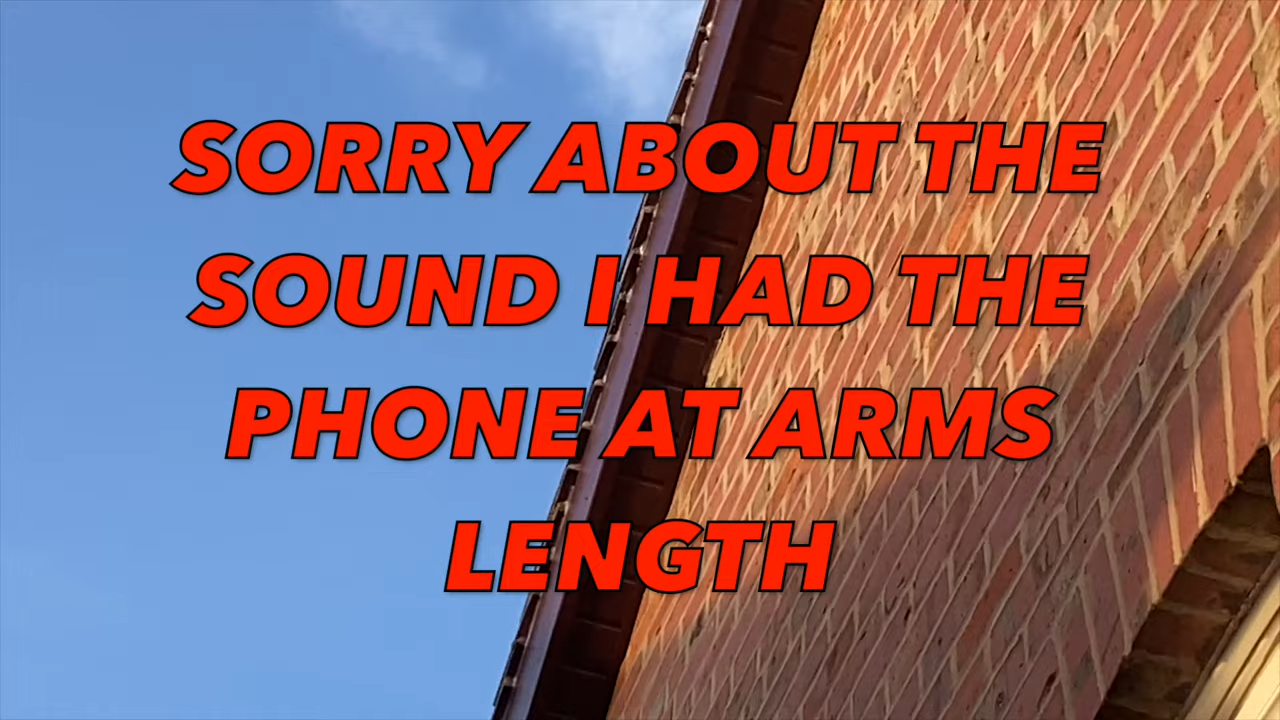 SORRY ABOUT THE
SOUND I HAD THE
PHONE AT ARMS
LENGTH